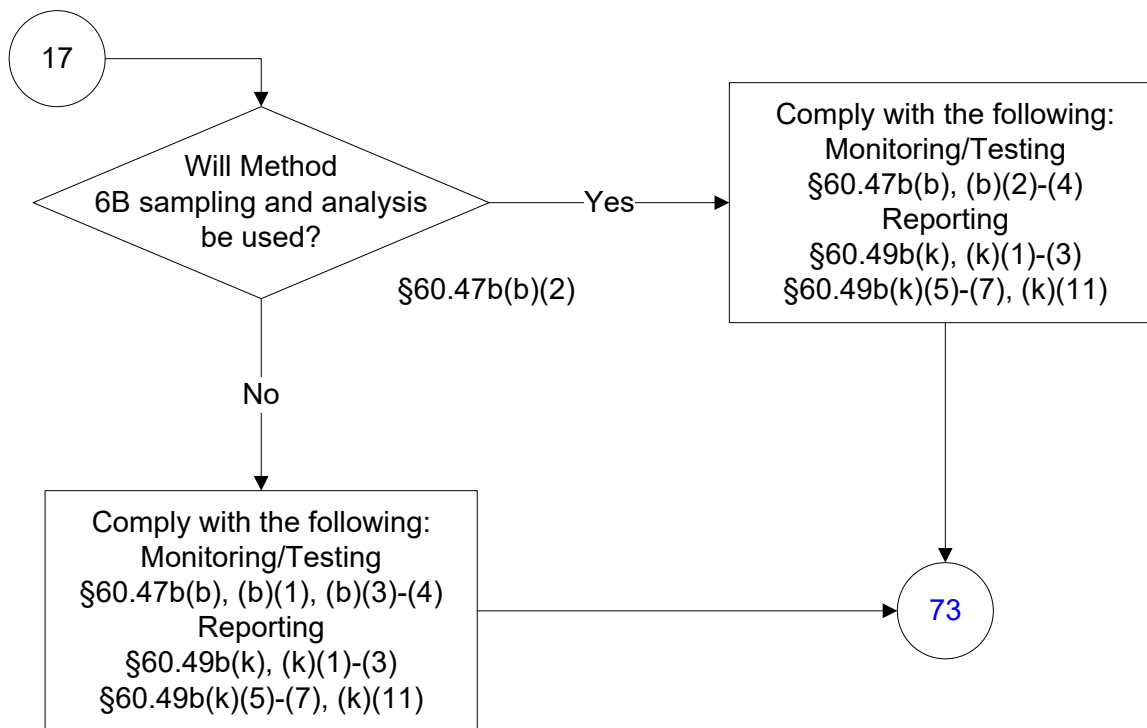 17
Will Method
6B sampling and analysis
be used?
Yes
§60.47b(b)(2)
Comply with the following:
Monitoring/Testing
§60.47b(b), (b)(2)-(4)
Reporting
§60.49b(k), (k)(1)-(3)
§60.49b(k)(5)-(7), (k)(11)
No
Comply with the following:
Monitoring/Testing
§60.47b(b), (b)(1), (b)(3)-(4)
Reporting
§60.49b(k), (k)(1)-(3)
§60.49b(k)(5)-(7), (k)(11)
73